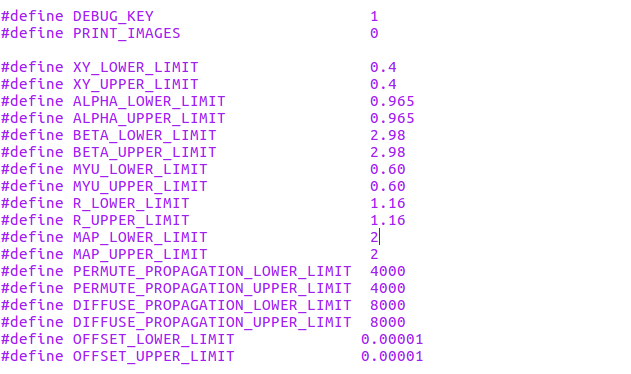 #define DEBUG_KEY                        1
#define PRINT_IMAGES                     0

#define XY_LOWER_LIMIT                   0.4
#define XY_UPPER_LIMIT                   0.4
#define ALPHA_LOWER_LIMIT                0.965
#define ALPHA_UPPER_LIMIT                0.965
#define BETA_LOWER_LIMIT                 2.98
#define BETA_UPPER_LIMIT                 2.98
#define MYU_LOWER_LIMIT                  0.60
#define MYU_UPPER_LIMIT                  0.60
#define R_LOWER_LIMIT                    1.16
#define R_UPPER_LIMIT                    1.16
#define MAP_LOWER_LIMIT                  2
#define MAP_UPPER_LIMIT                  2
#define PERMUTE_PROPAGATION_LOWER_LIMIT  4000
#define PERMUTE_PROPAGATION_UPPER_LIMIT  4000
#define DIFFUSE_PROPAGATION_LOWER_LIMIT  8000
#define DIFFUSE_PROPAGATION_UPPER_LIMIT  8000
#define OFFSET_LOWER_LIMIT              0.00001
#define OFFSET_UPPER_LIMIT              0.00001